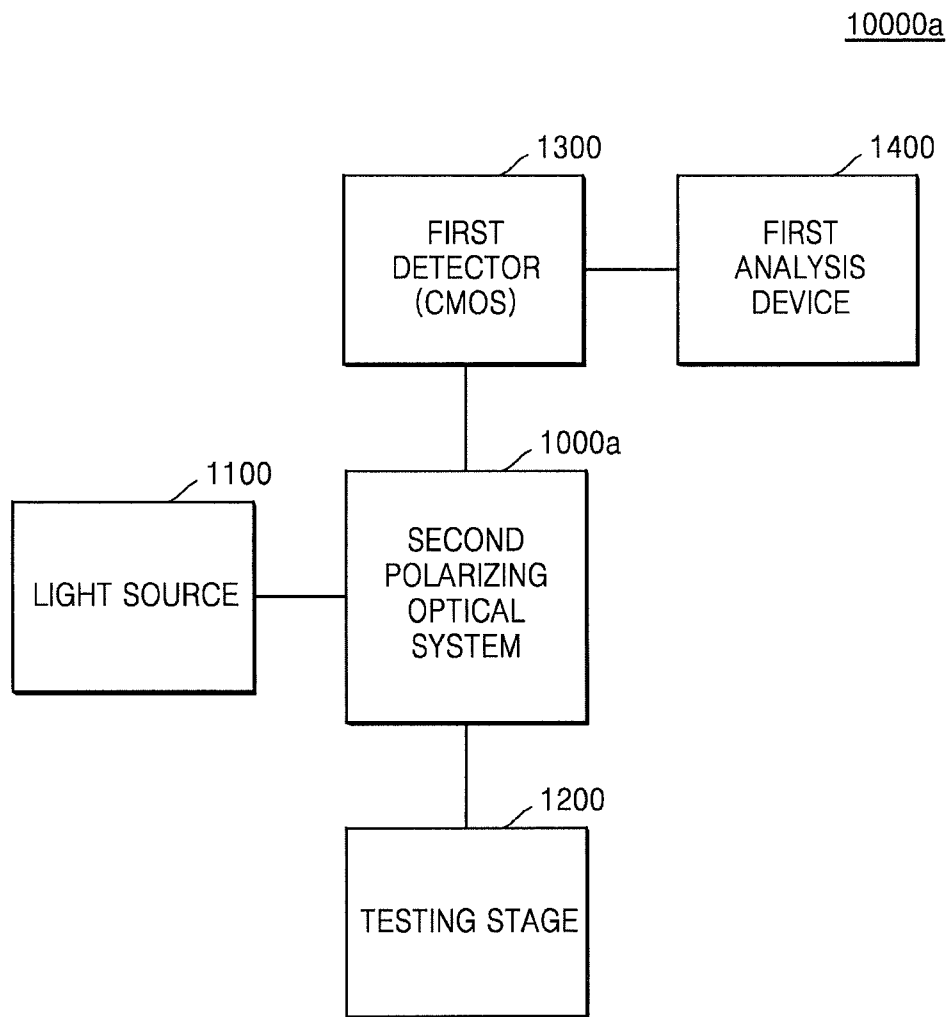 10000a
1300
1400
FIRST
DETECTOR
(CMOS)
FIRST
ANALYSIS
DEVICE
1000a
1100
SECOND
POLARIZING
OPTICAL
SYSTEM
LIGHT SOURCE
1200
TESTING STAGE